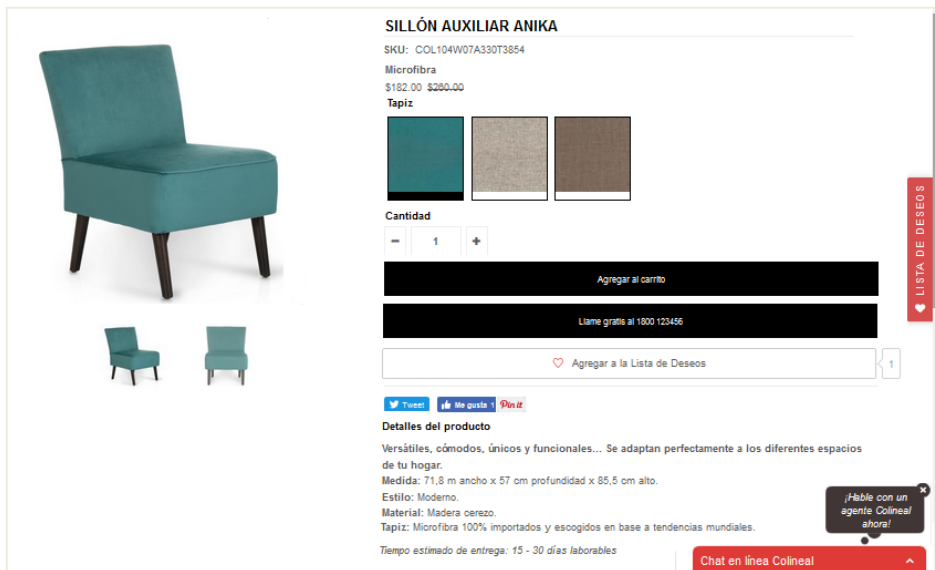 SILLÓN AUXILIAR ANIKA
SKU: COL104W07A330T3854
Microfibra
$182.00 $260.00
Tapiz
Cantidad
− 1 +
Agregar al carrito
Llame gratis al 1800 123456
Agregar a la Lista de Deseos 1
Tweet Me gusta 1 Pin it
Detalles del producto
Versátiles, cómodos, únicos y funcionales... Se adaptan perfectamente a los diferentes espacios
de tu hogar.
Medida: 71,8 m ancho x 57 cm profundidad x 85,5 cm alto.
Estilo: Moderno.
Material: Madera cerezo.
Tapiz: Microfibra 100% importados y escogidos en base a tendencias mundiales.
Tiempo estimado de entrega: 15 - 30 días laborables
LISTA DE DESEOS
¡Hable con un
agente Colineal
ahora!
Chat en línea Colineal